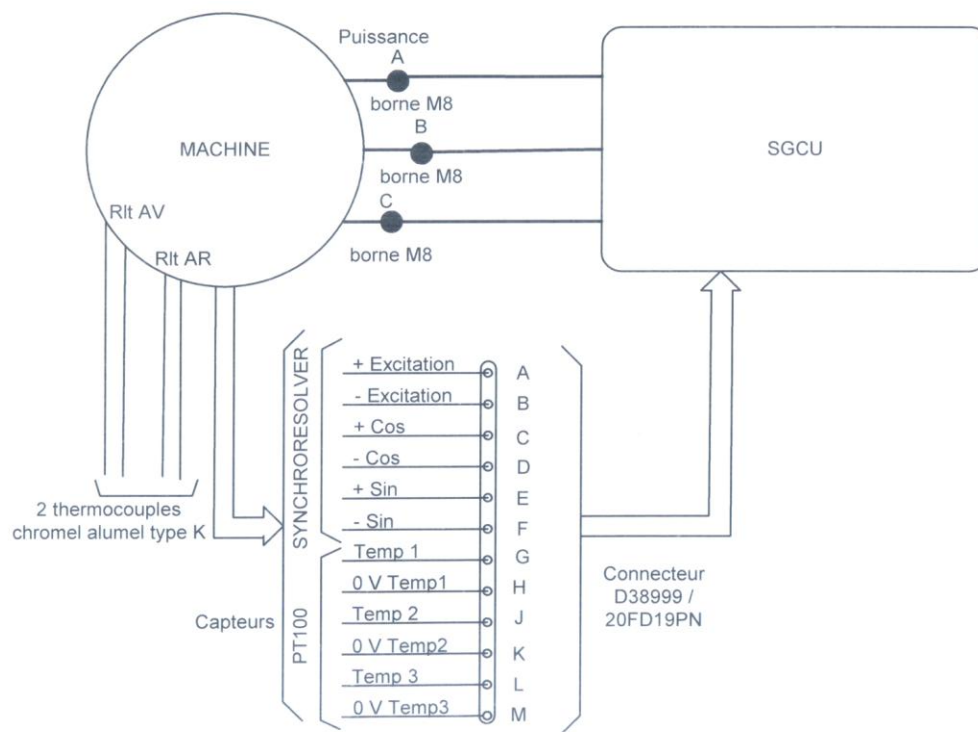 Puissance
A
borne M8
B
borne M8
C
borne M8
MACHINE
SGCU
Rlt AV
Rlt AR
2 thermocouples
chromel alumel type K
Capteurs
SYNCHRORESOLVER
PT100
+ Excitation A
- Excitation B
+ Cos C
- Cos D
+ Sin E
- Sin F
Temp 1 G
0 V Temp1 H
Temp 2 J
0 V Temp2 K
Temp 3 L
0 V Temp3 M
Connecteur
D38999 /
20FD19PN